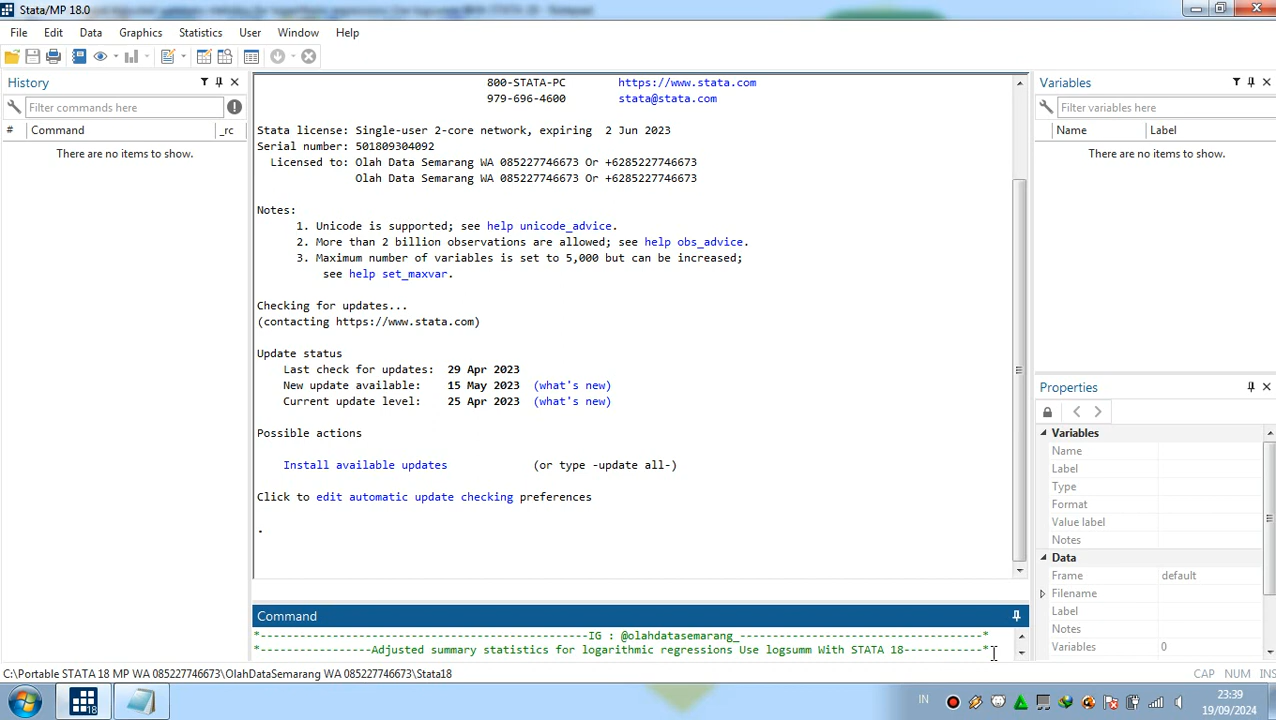 Stata/MP 18.0
File Edit Data Graphics Statistics User Window Help
History
Filter commands here
# Command _rc
There are no items to show.
800-STATA-PC https://www.stata.com
979-696-4600 stata@stata.com
Stata license: Single-user 2-core network, expiring 2 Jun 2023
Serial number: 501809304092
Licensed to: Olah Data Semarang WA 085227746673 Or +6285227746673
Olah Data Semarang WA 085227746673 Or +6285227746673
Notes:
1. Unicode is supported; see help unicode_advice.
2. More than 2 billion observations are allowed; see help obs_advice.
3. Maximum number of variables is set to 5,000 but can be increased;
see help set_maxvar.
Checking for updates...
(contacting https://www.stata.com)
Update status
Last check for updates: 29 Apr 2023
New update available: 15 May 2023 (what's new)
Current update level: 25 Apr 2023 (what's new)
Possible actions
Install available updates (or type -update all-)
Click to edit automatic update checking preferences
.
Command
*--------------------------------------------------IG : @olahdatasemarang_-------------------------------------*
*-----------------Adjusted summary statistics for logarithmic regressions Use logsumm With STATA 18------------*
Variables
Filter variables here
Name Label
There are no items to show.
Properties
Variables
Name
Label
Type
Format
Value label
Notes
Data
Frame default
Filename
Label
Notes
Variables 0
C:\Portable STATA 18 MP WA 085227746673\OlahDataSemarang WA 085227746673\Stata18
CAP NUM INS
18
IN
23:39
19/09/2024